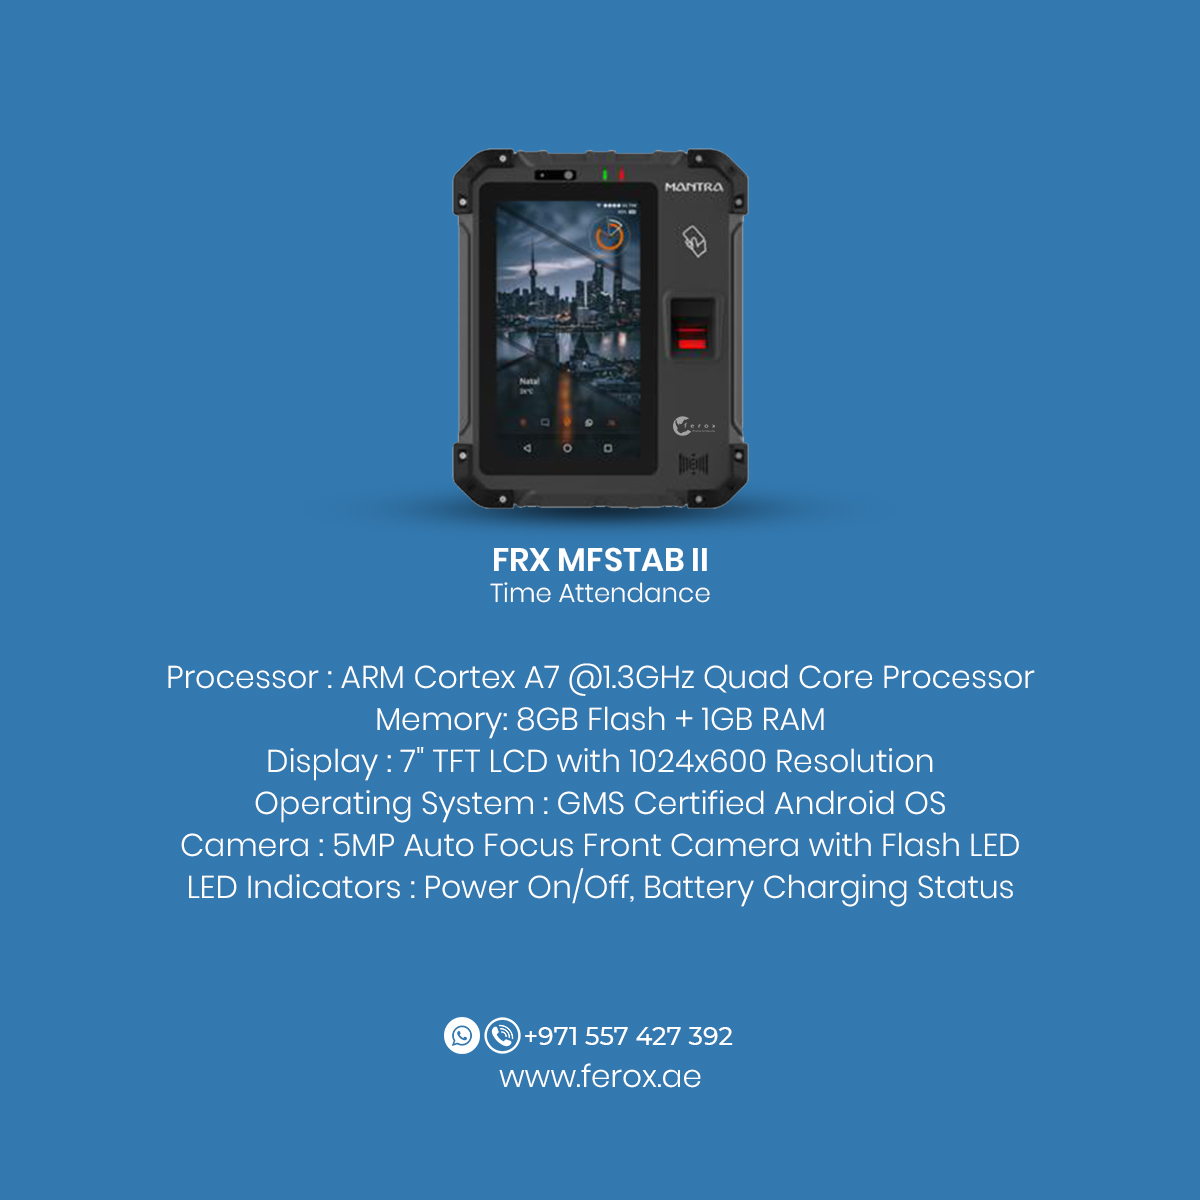 MANTRA
Natal
ferox
FRX MFSTAB II
Time Attendance
Processor : ARM Cortex A7 @1.3GHz Quad Core Processor
Memory: 8GB Flash + 1GB RAM
Display : 7" TFT LCD with 1024x600 Resolution
Operating System : GMS Certified Android OS
Camera : 5MP Auto Focus Front Camera with Flash LED
LED Indicators : Power On/Off, Battery Charging Status
+971 557 427 392
www.ferox.ae